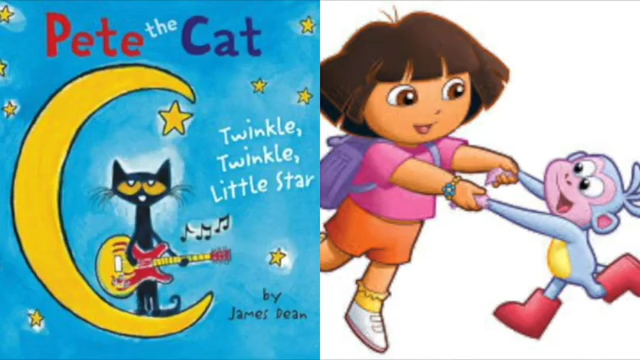 Pete the Cat
Twinkle,
Twinkle,
Little Star
by
James Dean